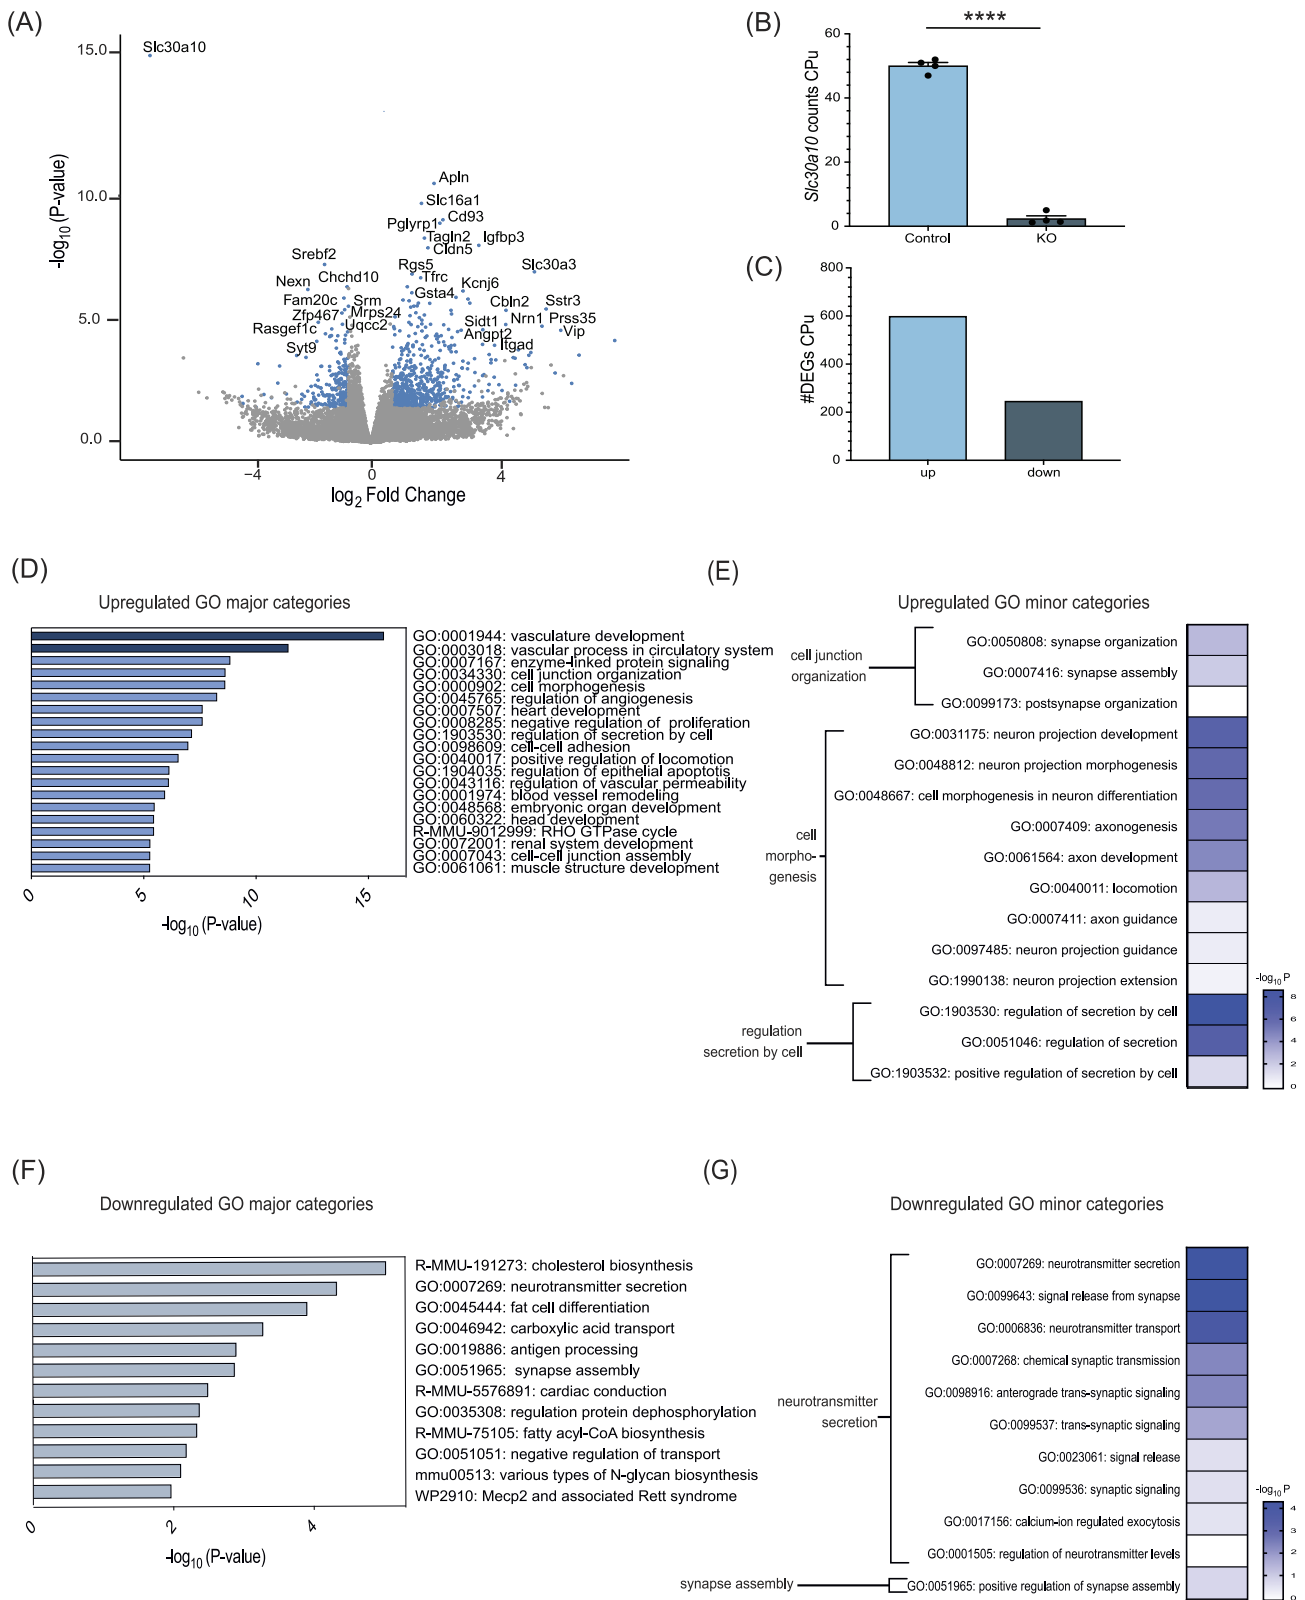 (A)
15.0
10.0
5.0
0.0
-log10 (P-value)
Slc30a10
Apln
Slc16a1
Cd93
Pglyrp1
Tagln2
Igfbp3
Cldn5
Srebf2
Rgs5
Slc30a3
Chchd10
Tfrc
Nexn
Kcnj6
Gsta4
Fam20c
Srm
Cbln2
Sstr3
Zfp467
Mrps24
Nrn1
Prss35
Rasgef1c
Uqcc2
Sidt1
Vip
Angpt2
Syt9
Itgad
−4
0
4
log2 Fold Change
(B)
****
60
40
20
0
Slc30a10 counts CPu
Control
KO
(C)
800
600
400
200
0
#DEGs CPu
up
down
(D)
Upregulated GO major categories
GO:0001944: vasculature development
GO:0003018: vascular process in circulatory system
GO:0007167: enzyme-linked protein signaling
GO:0034330: cell junction organization
GO:0000902: cell morphogenesis
GO:0045765: regulation of angiogenesis
GO:0007507: heart development
GO:0008285: negative regulation of proliferation
GO:1903530: regulation of secretion by cell
GO:0098609: cell-cell adhesion
GO:0040017: positive regulation of locomotion
GO:1904035: regulation of epithelial apoptotis
GO:0043116: regulation of vascular permeability
GO:0001974: blood vessel remodeling
GO:0048568: embryonic organ development
GO:0060322: head development
R-MMU-9012999: RHO GTPase cycle
GO:0072001: renal system development
GO:0007043: cell-cell junction assembly
GO:0061061: muscle structure development
0
5
10
15
-log10 (P-value)
(E)
Upregulated GO minor categories
cell junction
organization
GO:0050808: synapse organization
GO:0007416: synapse assembly
GO:0099173: postsynapse organization
cell
morpho-
genesis
GO:0031175: neuron projection development
GO:0048812: neuron projection morphogenesis
GO:0048667: cell morphogenesis in neuron differentiation
GO:0007409: axonogenesis
GO:0061564: axon development
GO:0040011: locomotion
GO:0007411: axon guidance
GO:0097485: neuron projection guidance
GO:1990138: neuron projection extension
regulation
secretion by cell
GO:1903530: regulation of secretion by cell
GO:0051046: regulation of secretion
GO:1903532: positive regulation of secretion by cell
-log10 P
8
6
4
2
0
(F)
Downregulated GO major categories
R-MMU-191273: cholesterol biosynthesis
GO:0007269: neurotransmitter secretion
GO:0045444: fat cell differentiation
GO:0046942: carboxylic acid transport
GO:0019886: antigen processing
GO:0051965: synapse assembly
R-MMU-5576891: cardiac conduction
GO:0035308: regulation protein dephosphorylation
R-MMU-75105: fatty acyl-CoA biosynthesis
GO:0051051: negative regulation of transport
mmu00513: various types of N-glycan biosynthesis
WP2910: Mecp2 and associated Rett syndrome
0
2
4
-log10 (P-value)
(G)
Downregulated GO minor categories
neurotransmitter
secretion
GO:0007269: neurotransmitter secretion
GO:0099643: signal release from synapse
GO:0006836: neurotransmitter transport
GO:0007268: chemical synaptic transmission
GO:0098916: anterograde trans-synaptic signaling
GO:0099537: trans-synaptic signaling
GO:0023061: signal release
GO:0099536: synaptic signaling
GO:0017156: calcium-ion regulated exocytosis
GO:0001505: regulation of neurotransmitter levels
synapse assembly
GO:0051965: positive regulation of synapse assembly
-log10 P
4
3
2
1
0